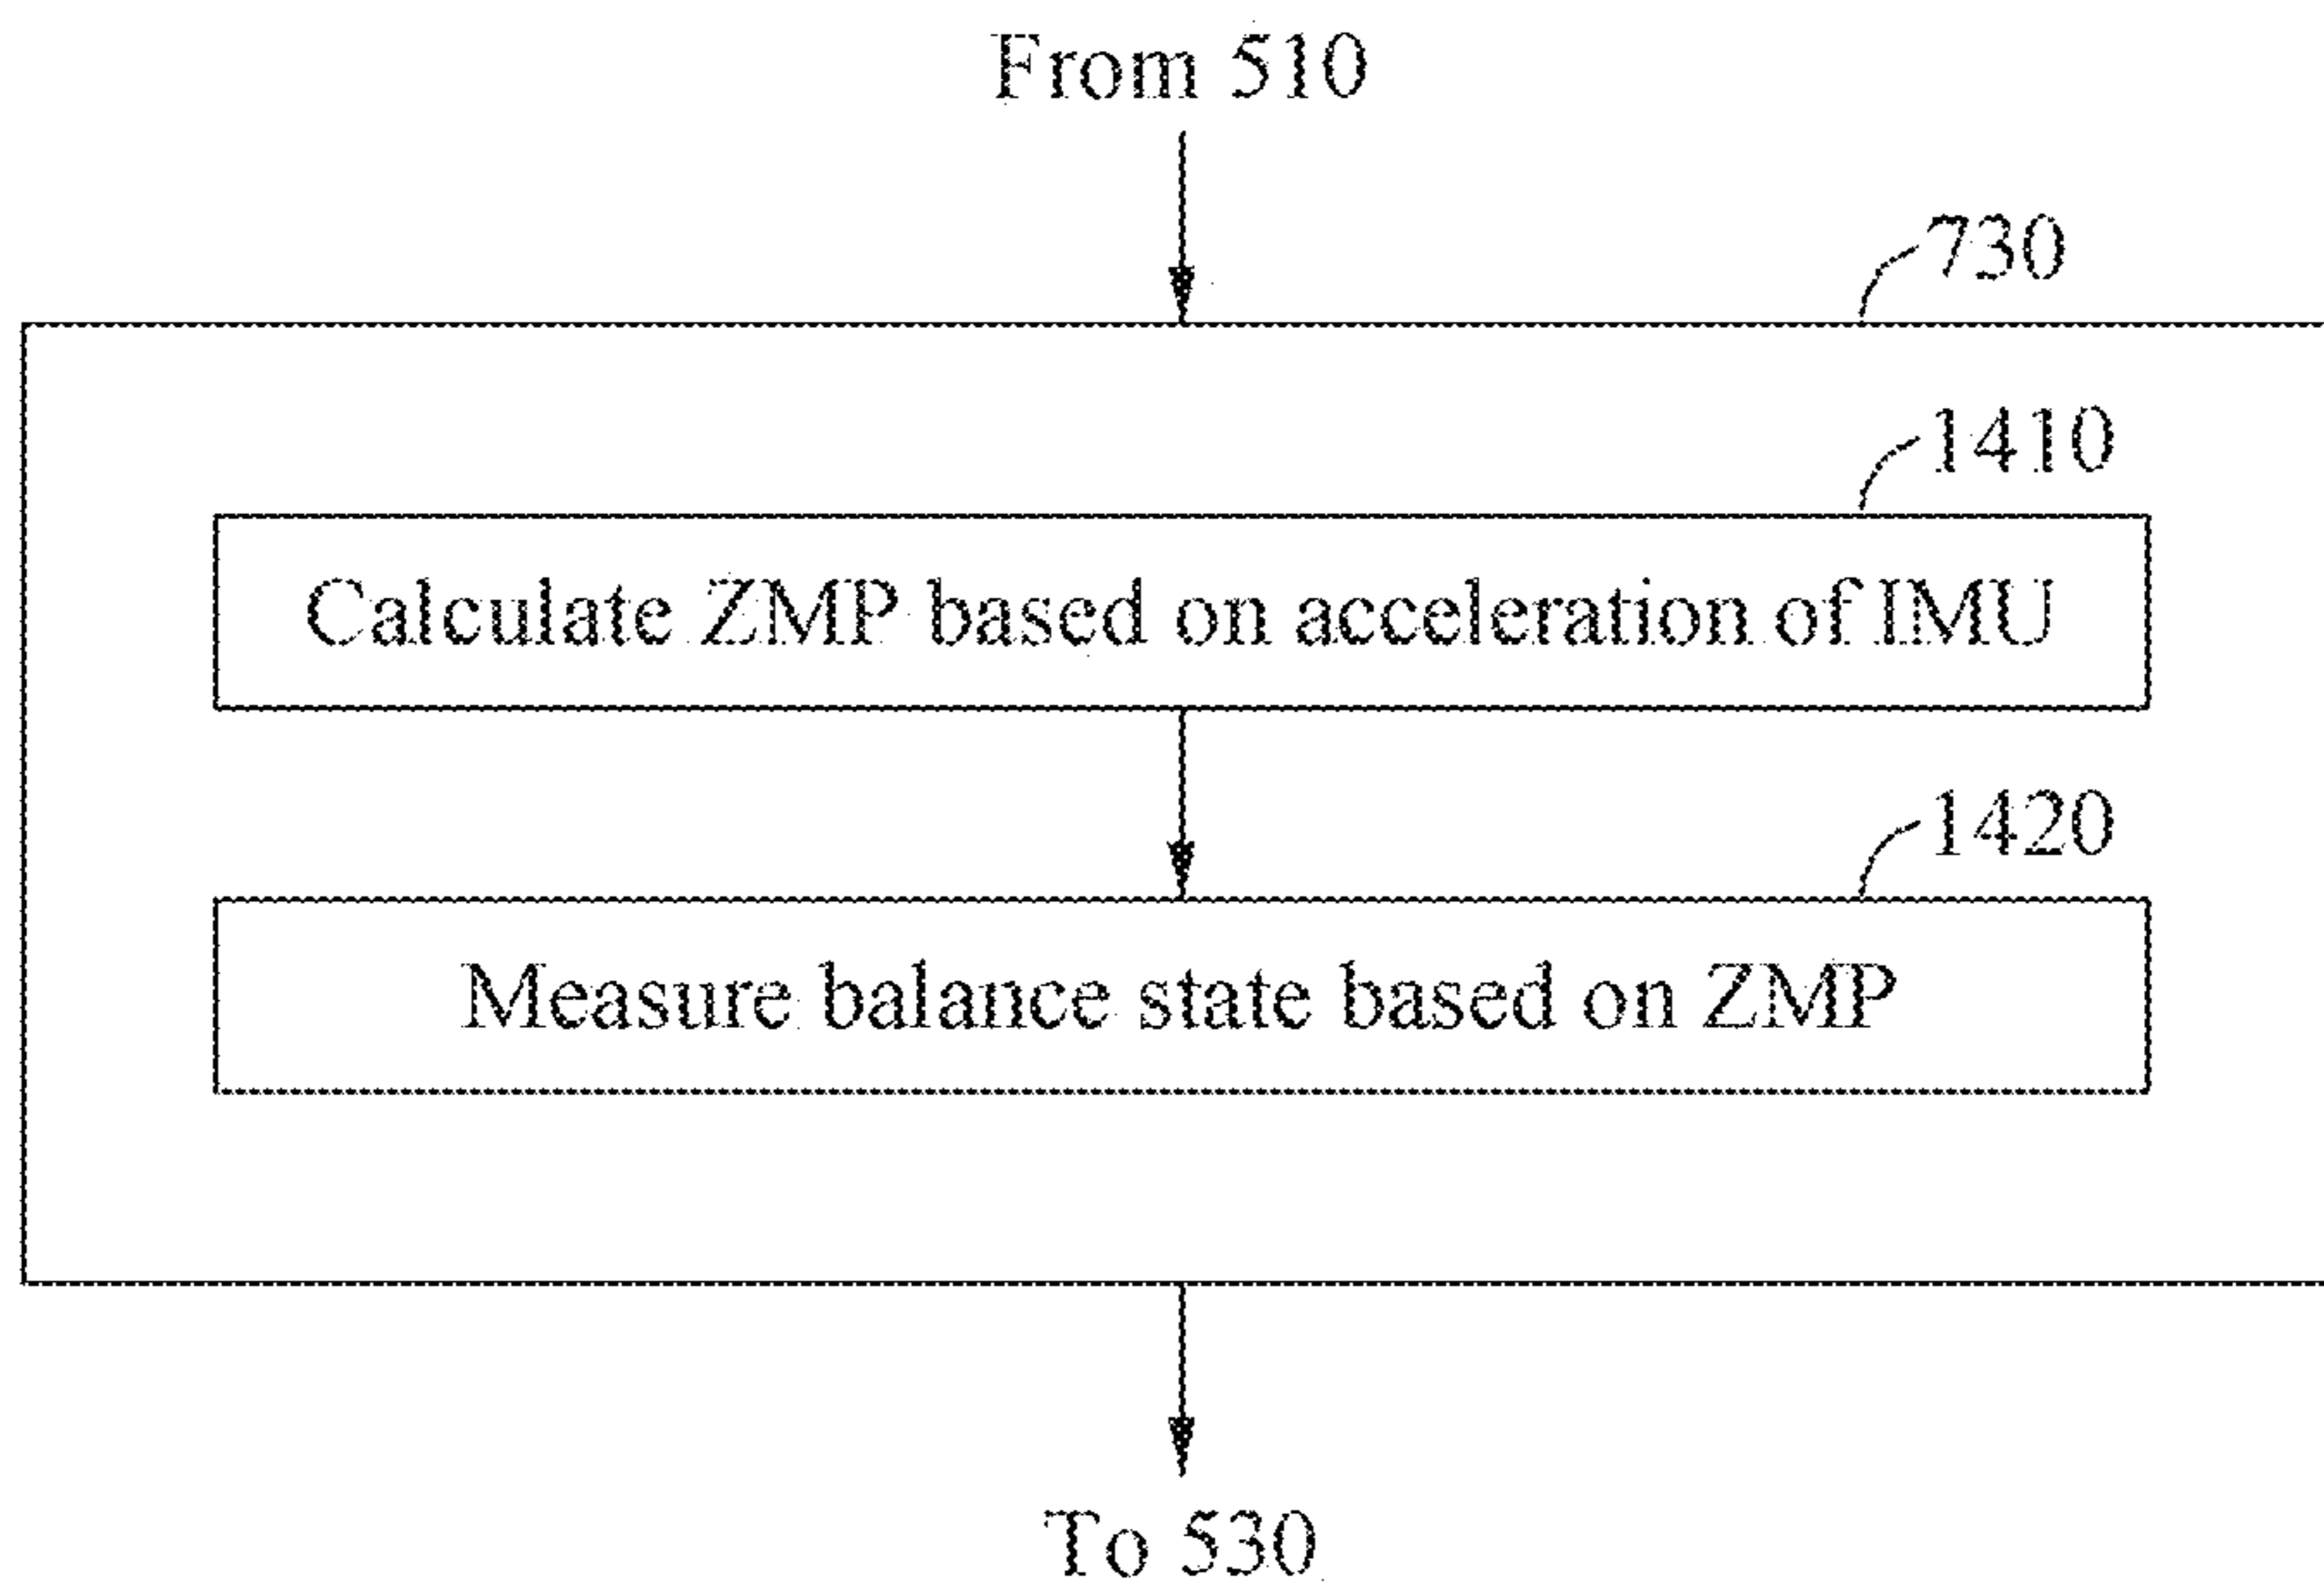 From 510
730
1410
Calculate ZMP based on acceleration of IMU
1420
Measure balance state based on ZMP
To 530